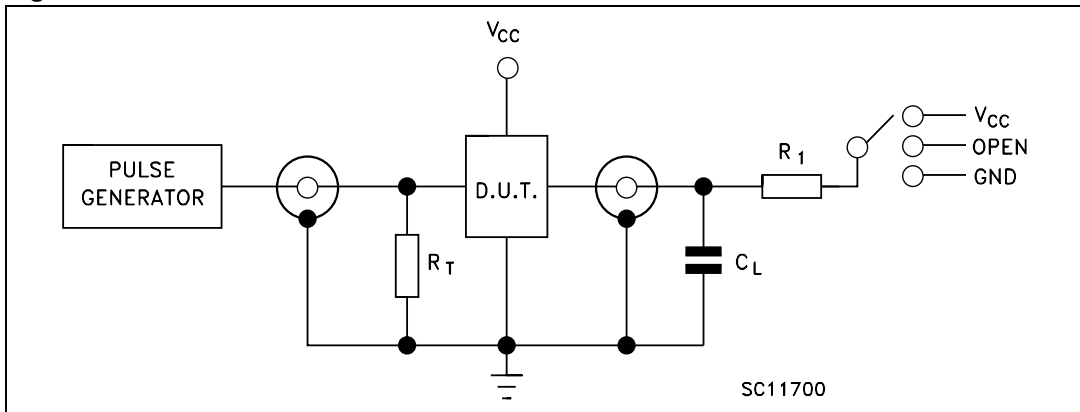 VCC
PULSE
GENERATOR
D.U.T.
RT
R1
CL
VCC
OPEN
GND
SC11700